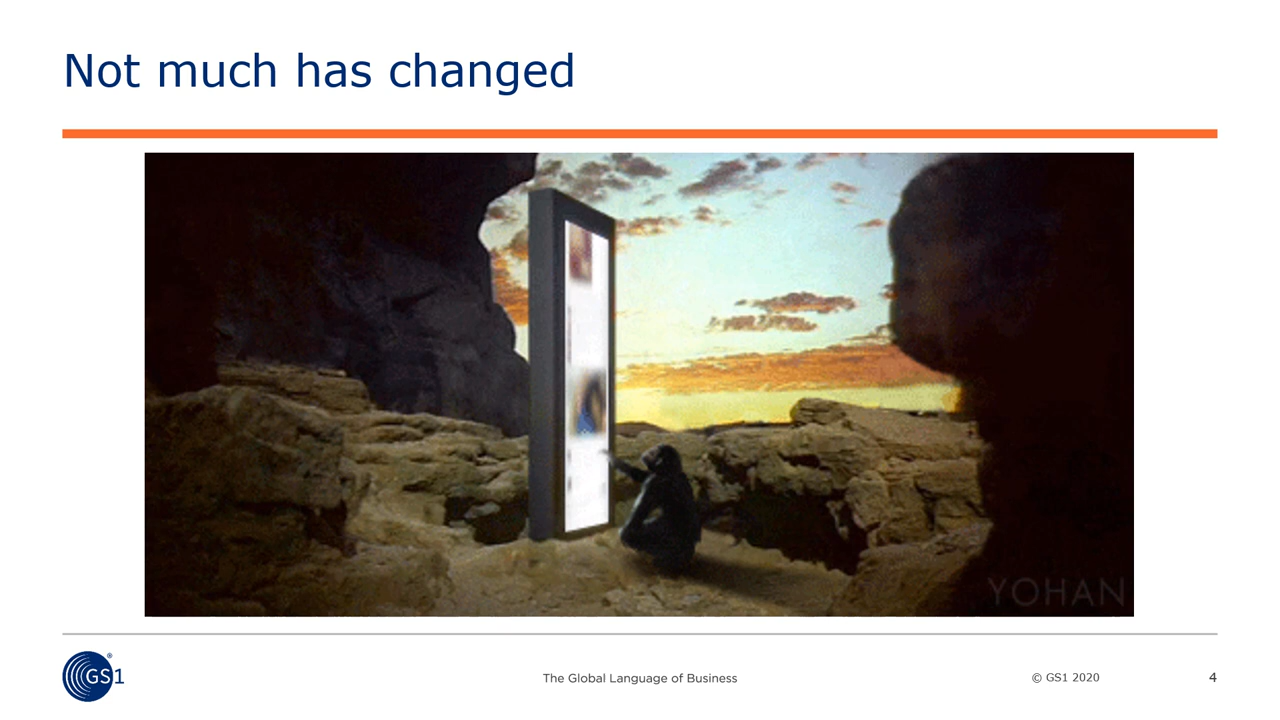 Not much has changed
YOHAN
GS1
®
The Global Language of Business
© GS1 2020
4